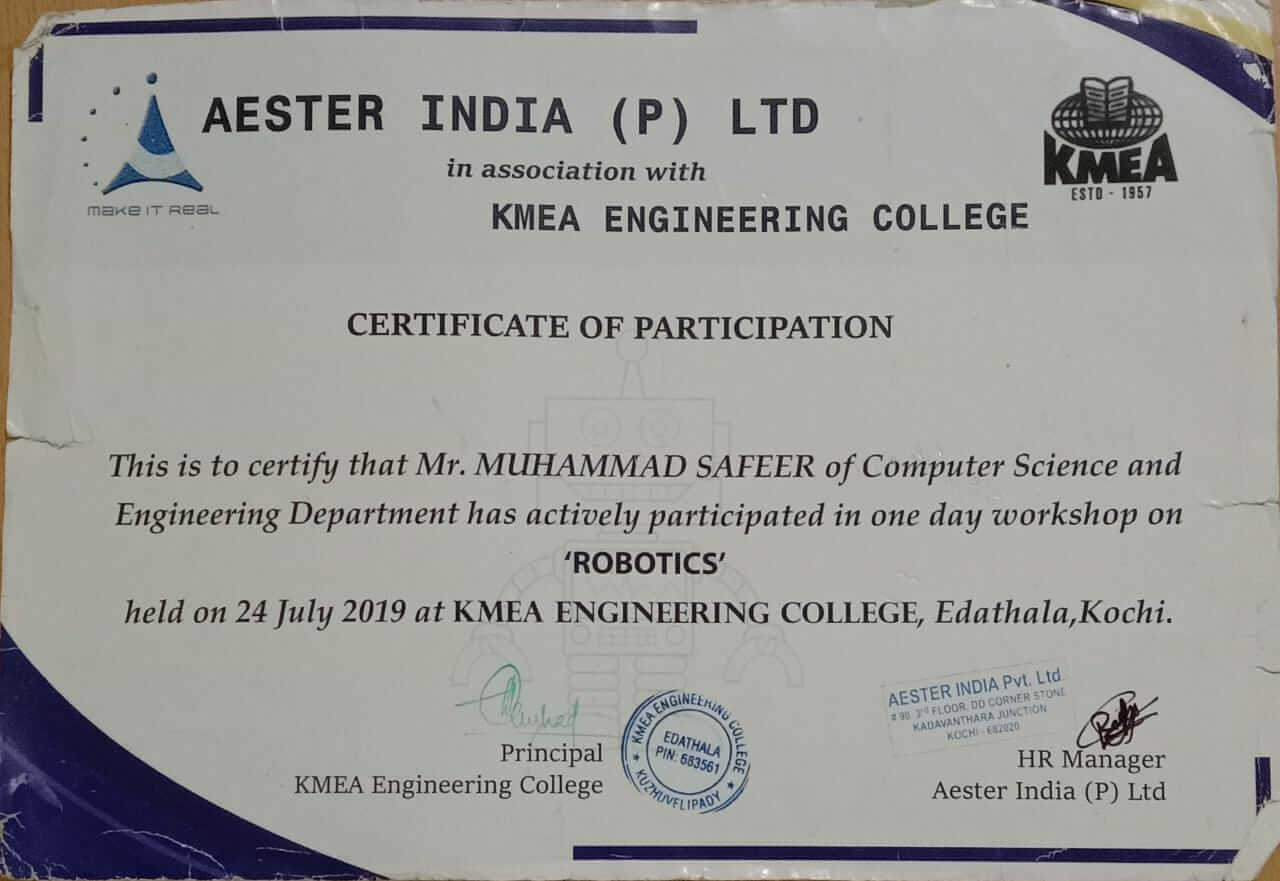 AESTER INDIA (P) LTD
in association with
KMEA ENGINEERING COLLEGE
MAKE IT REAL
KMEA
ESTD - 1957
CERTIFICATE OF PARTICIPATION
This is to certify that Mr. MUHAMMAD SAFEER of Computer Science and
Engineering Department has actively participated in one day workshop on
‘ROBOTICS’
held on 24 July 2019 at KMEA ENGINEERING COLLEGE, Edathala,Kochi.
Principal
KMEA Engineering College
KMEA ENGINEERING COLLEGE
EDATHALA
PIN: 683561
KUZHUVELIPADY
AESTER INDIA Pvt. Ltd.
# 90, 3rd FLOOR, DD CORNER STONE
KADAVANTHARA JUNCTION
KOCHI - 682020
HR Manager
Aester India (P) Ltd